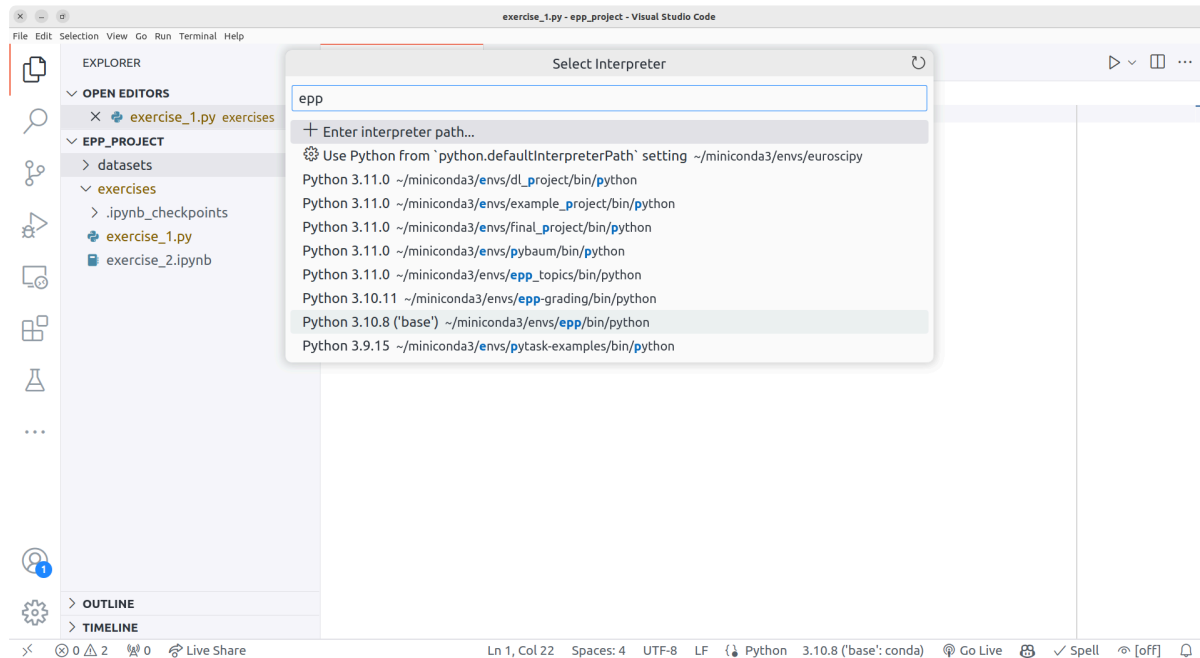 exercise_1.py - epp_project - Visual Studio Code
File Edit Selection View Go Run Terminal Help
EXPLORER
OPEN EDITORS
exercise_1.py exercises
EPP_PROJECT
datasets
exercises
.ipynb_checkpoints
exercise_1.py
exercise_2.ipynb
OUTLINE
TIMELINE
Select Interpreter
epp
Enter interpreter path...
Use Python from `python.defaultInterpreterPath` setting ~/miniconda3/envs/euroscipy
Python 3.11.0 ~/miniconda3/envs/dl_project/bin/python
Python 3.11.0 ~/miniconda3/envs/example_project/bin/python
Python 3.11.0 ~/miniconda3/envs/final_project/bin/python
Python 3.11.0 ~/miniconda3/envs/pybaum/bin/python
Python 3.11.0 ~/miniconda3/envs/epp_topics/bin/python
Python 3.10.11 ~/miniconda3/envs/epp-grading/bin/python
Python 3.10.8 ('base') ~/miniconda3/envs/epp/bin/python
Python 3.9.15 ~/miniconda3/envs/pytask-examples/bin/python
1
0 2 0 Live Share Ln 1, Col 22 Spaces: 4 UTF-8 LF Python 3.10.8 ('base': conda) Go Live Spell [off]